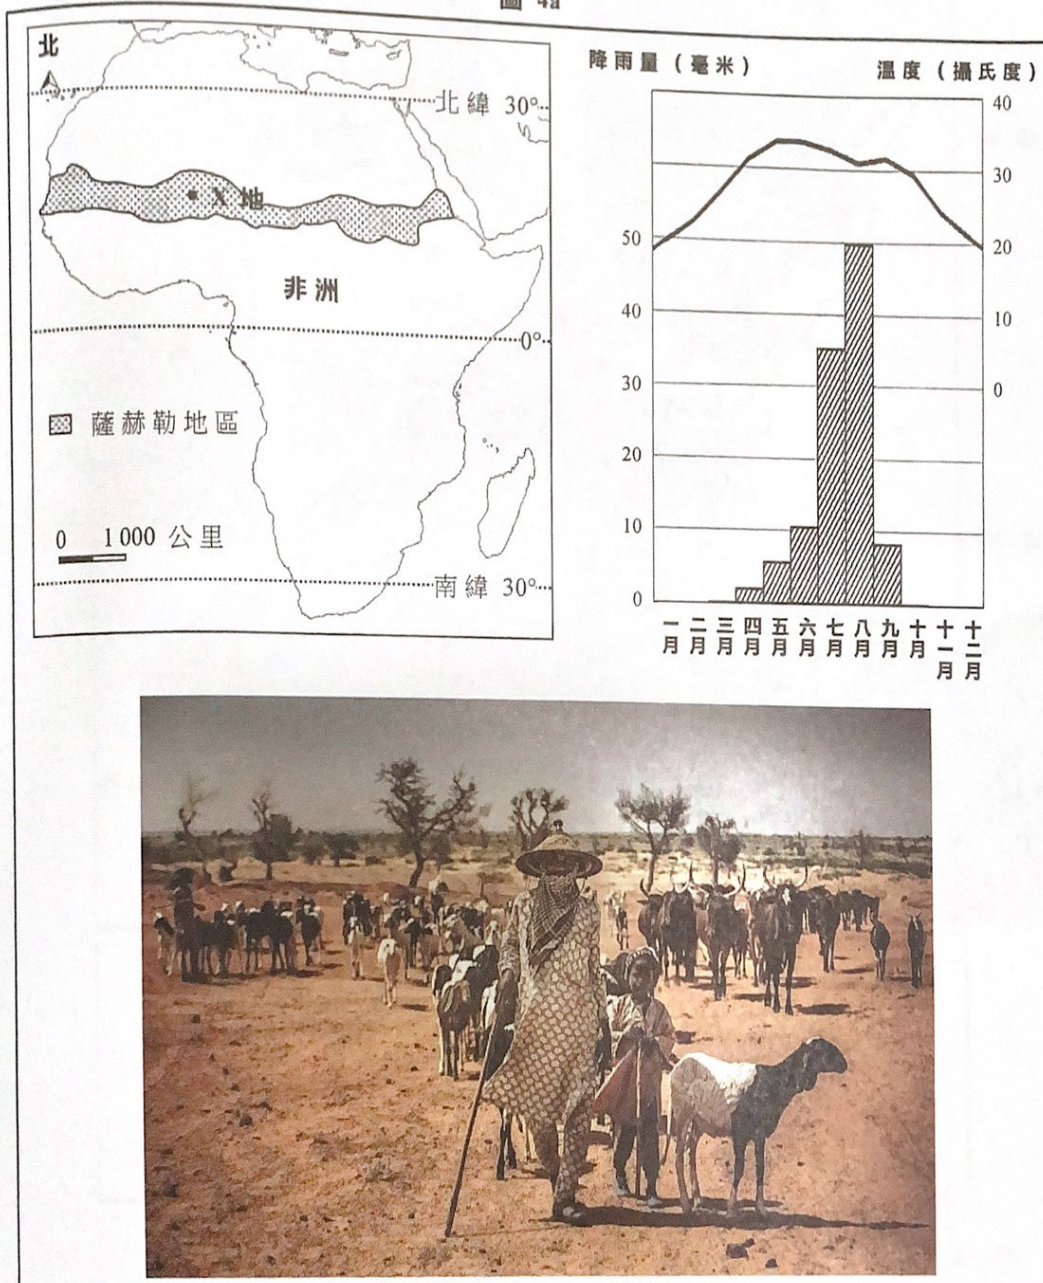 圖 4a
北
北緯 30°
X 地
非洲
0°
薩赫勒地區
0 1 000 公里
南緯 30°
降雨量（毫米） 溫度（攝氏度）
40
30
50 20
40 10
30 0
20
10
0
一月 二月 三月 四月 五月 六月 七月 八月 九月 十月 十一月 十二月